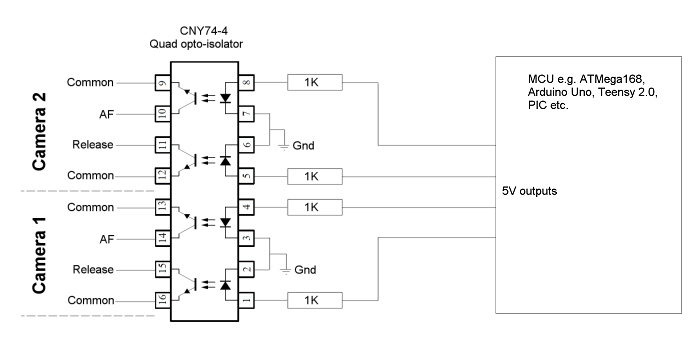 CNY74-4
Quad opto-isolator
Camera 2
Common
9
8
1K
AF
10
7
Gnd
Release
11
6
Common
12
5
1K
Camera 1
Common
13
4
1K
AF
14
3
Gnd
Release
15
2
Common
16
1
1K
MCU e.g. ATMega168,
Arduino Uno, Teensy 2.0,
PIC etc.
5V outputs